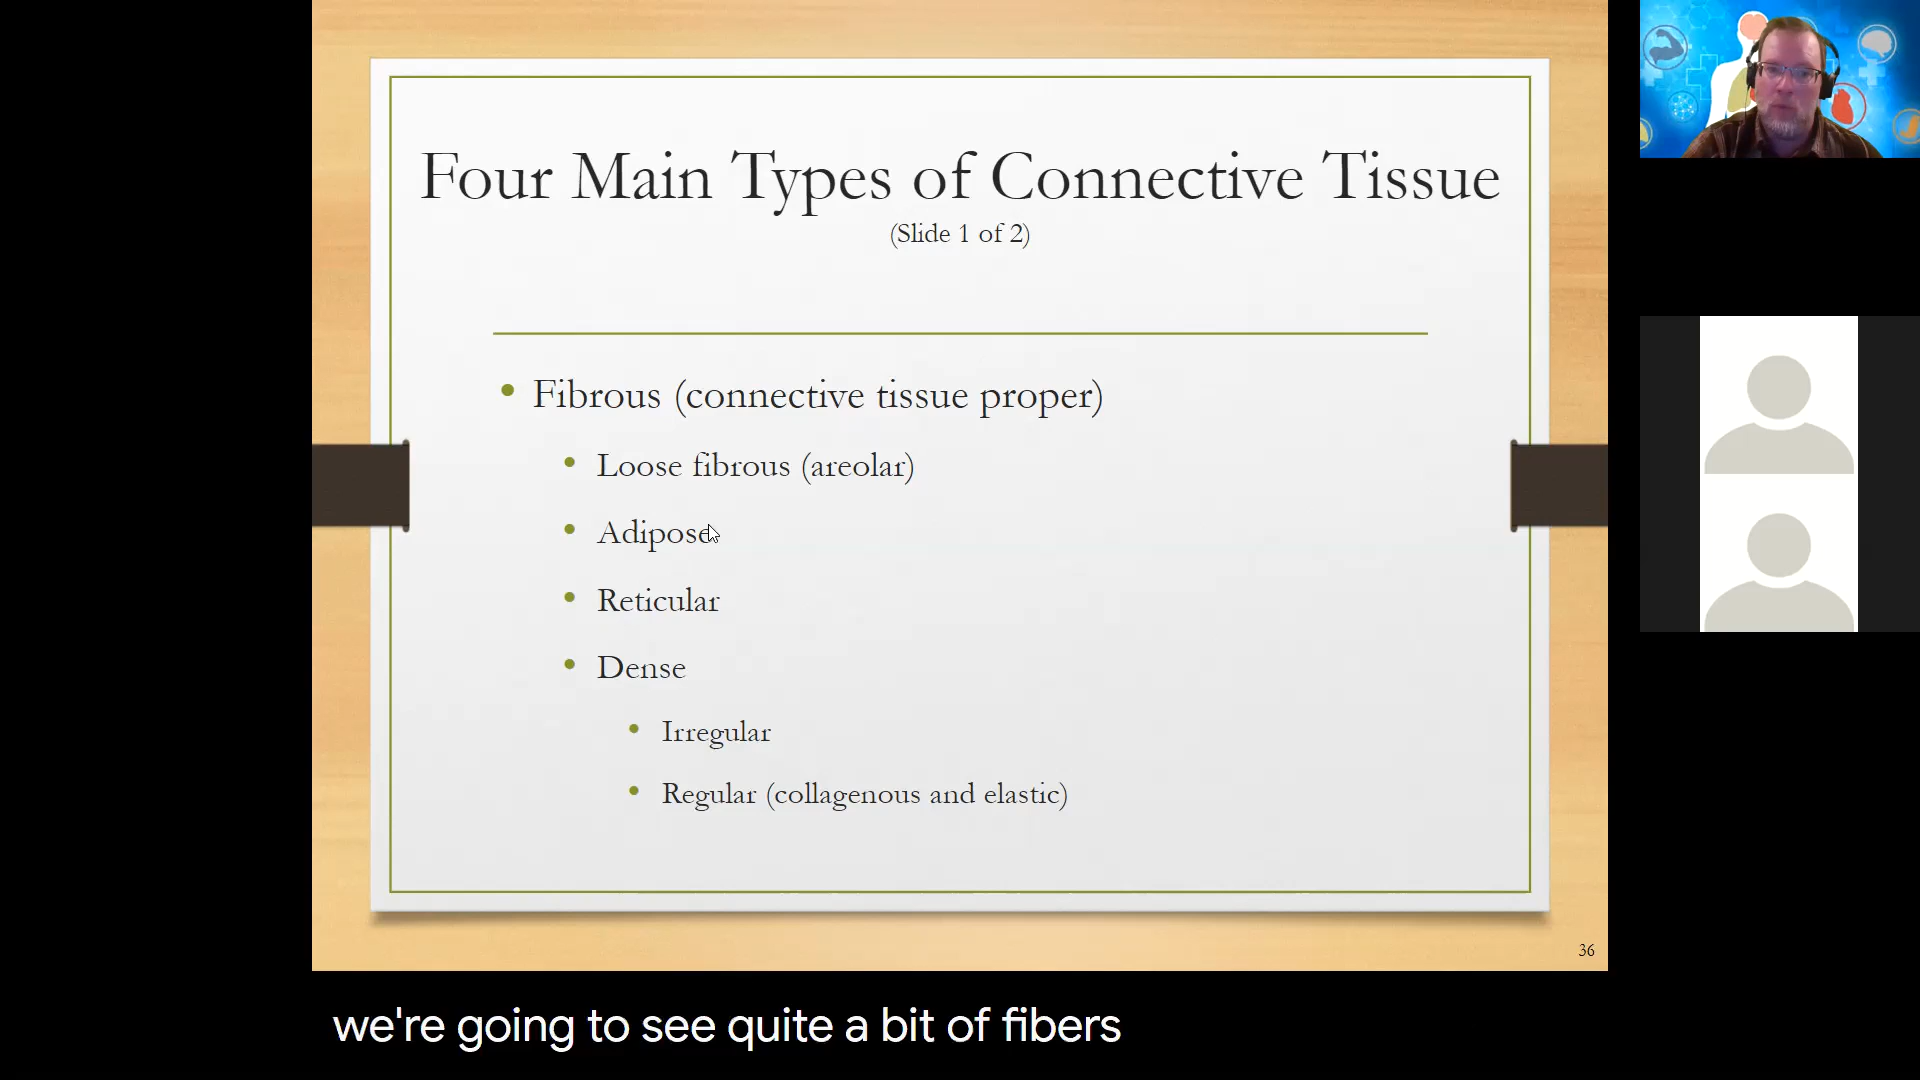 Four Main Types of Connective Tissue
(Slide 1 of 2)
• Fibrous (connective tissue proper)
• Loose fibrous (areolar)
• Adipose
• Reticular
• Dense
• Irregular
• Regular (collagenous and elastic)
36
we're going to see quite a bit of fibers